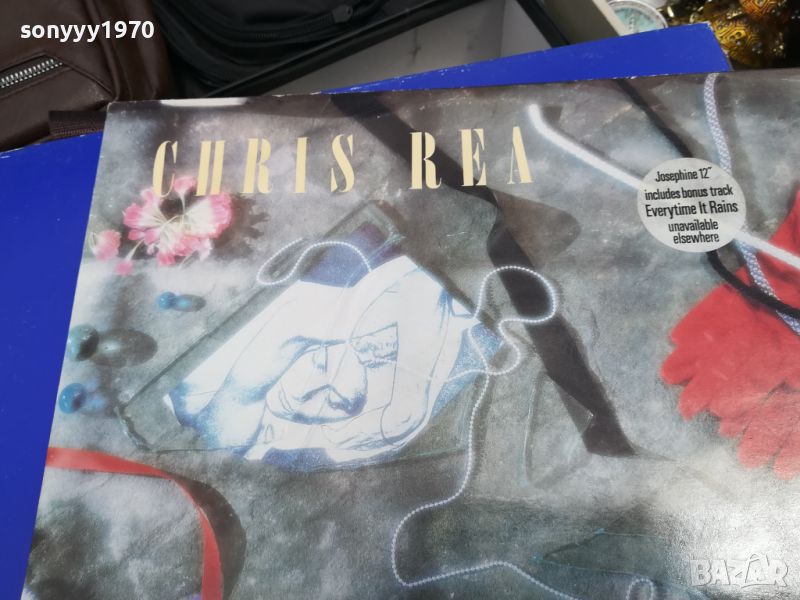 sonyyy1970
CHRIS REA
Josephine 12"
includes bonus track
Everytime It Rains
unavailable
elsewhere
BAZAR